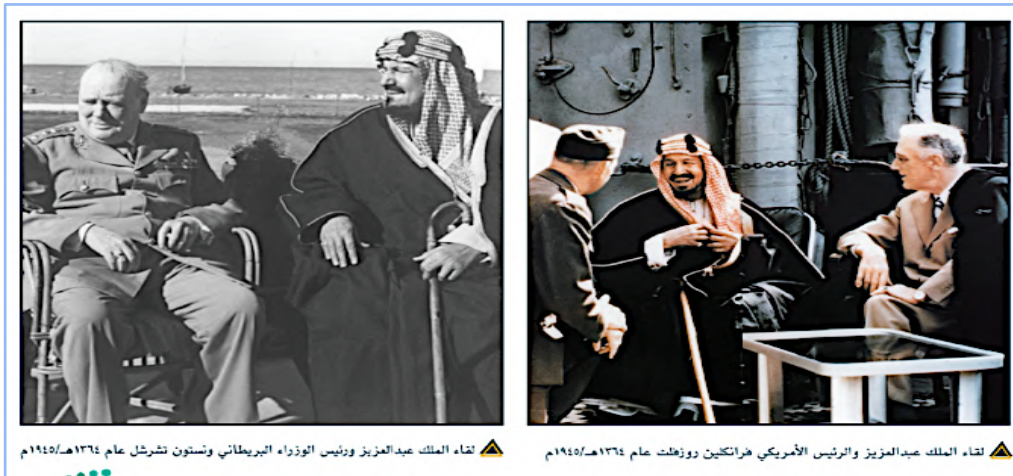 لقاء الملك عبدالعزيز والرئيس الأمريكي فرانكلين روزفلت عام ١٣٦٤هـ/١٩٤٥م
لقاء الملك عبدالعزيز ورئيس الوزراء البريطاني ونستون تشرشل عام ١٣٦٤هـ/١٩٤٥م